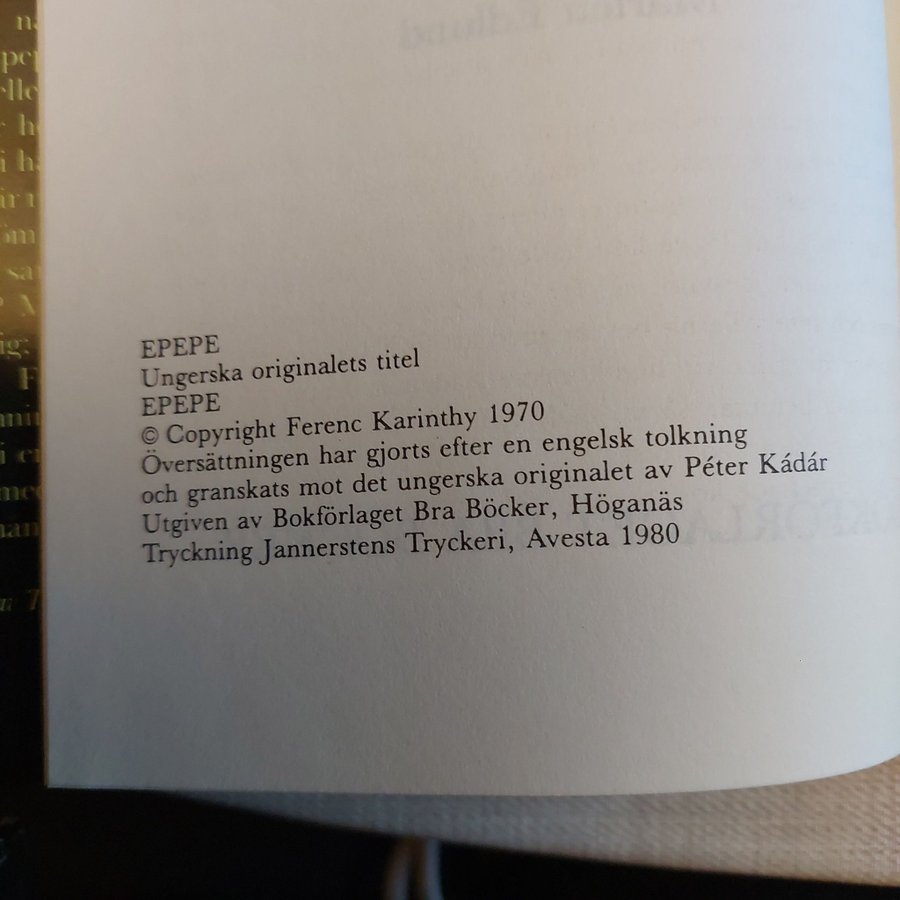 EPEPE
Ungerska originalets titel
EPEPE
© Copyright Ferenc Karinthy 1970
Översättningen har gjorts efter en engelsk tolkning
och granskats mot det ungerska originalet av Péter Kádár
Utgiven av Bokförlaget Bra Böcker, Höganäs
Tryckning Jannerstens Tryckeri, Avesta 1980